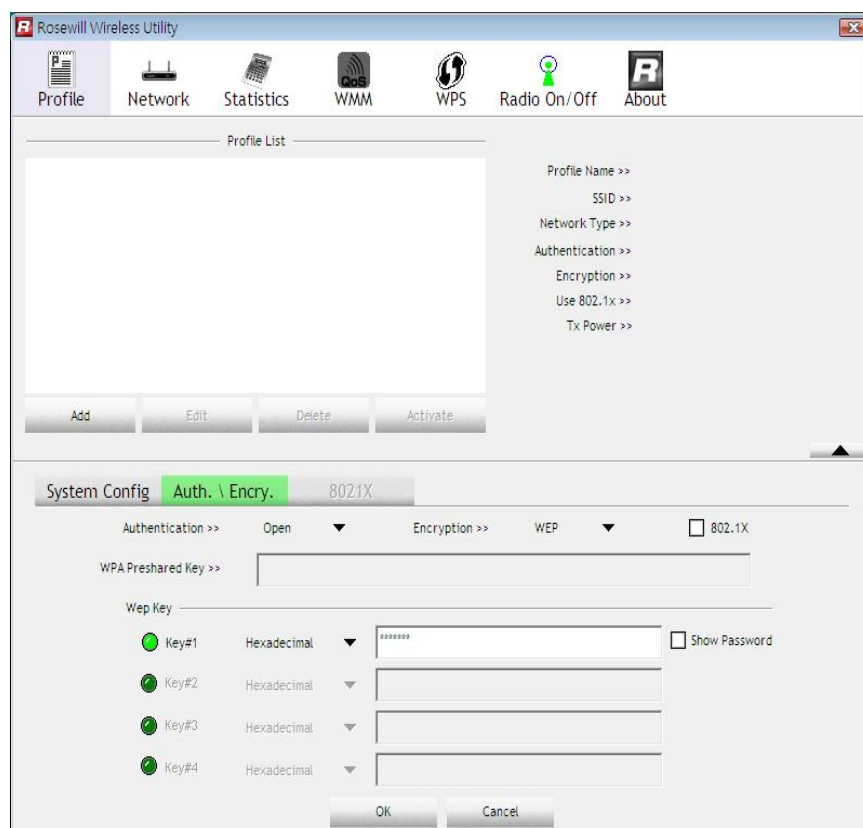 R Rosewill Wireless Utility
Profile Network Statistics WMM WPS Radio On/Off About
Profile List
Profile Name >>
SSID >>
Network Type >>
Authentication >>
Encryption >>
Use 802.1x >>
Tx Power >>
Add Edit Delete Activate
System Config Auth. \ Encry. 8021X
Authentication >> Open Encryption >> WEP 802.1X
WPA Preshared Key >>
Wep Key
Key#1 Hexadecimal ******* Show Password
Key#2 Hexadecimal
Key#3 Hexadecimal
Key#4 Hexadecimal
OK Cancel